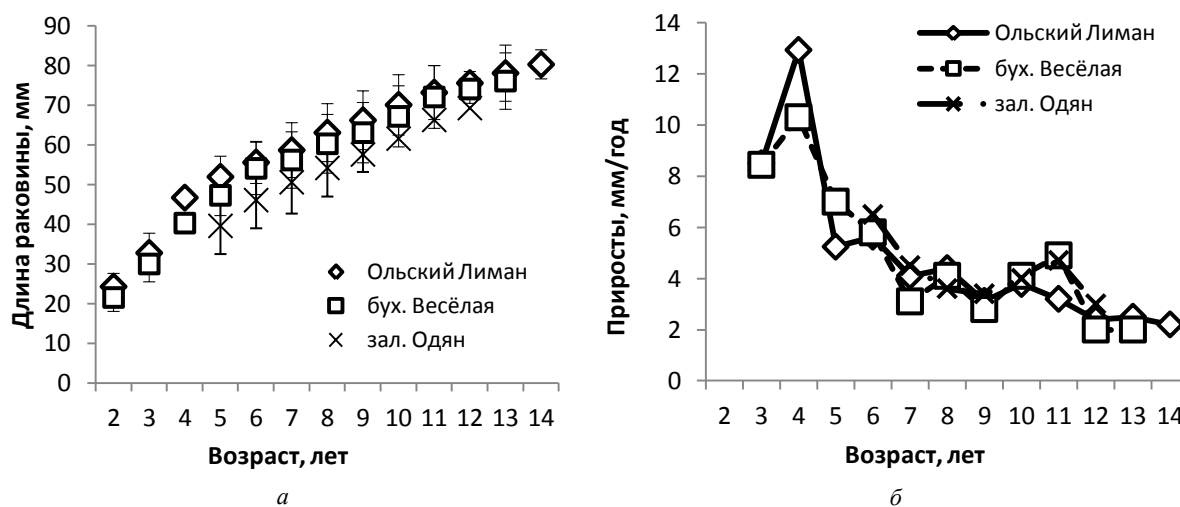 90
80
70
60
50
40
30
20
10
0
Длина раковины, мм
Ольский Лиман
бух. Весёлая
зал. Одян
2 3 4 5 6 7 8 9 10 11 12 13 14
Возраст, лет
а
14
12
10
8
6
4
2
0
Приросты, мм/год
Ольский Лиман
бух. Весёлая
зал. Одян
2 3 4 5 6 7 8 9 10 11 12 13 14
Возраст, лет
б